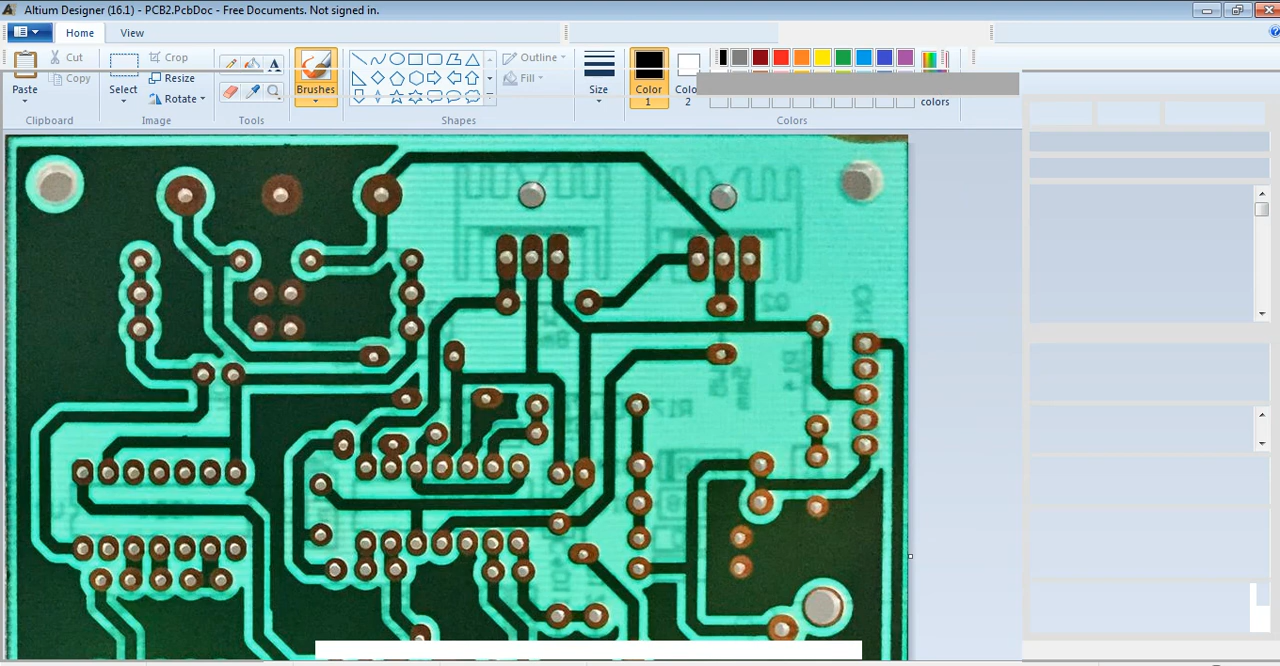 Altium Designer (16.1) - PCB2.PcbDoc - Free Documents. Not signed in.
Home View
Cut
Copy
Paste
Clipboard
Select
Crop
Resize
Rotate
Image
A
Tools
Brushes
Outline
Fill
Shapes
Size
Color
1
Colo
2
colors
Colors